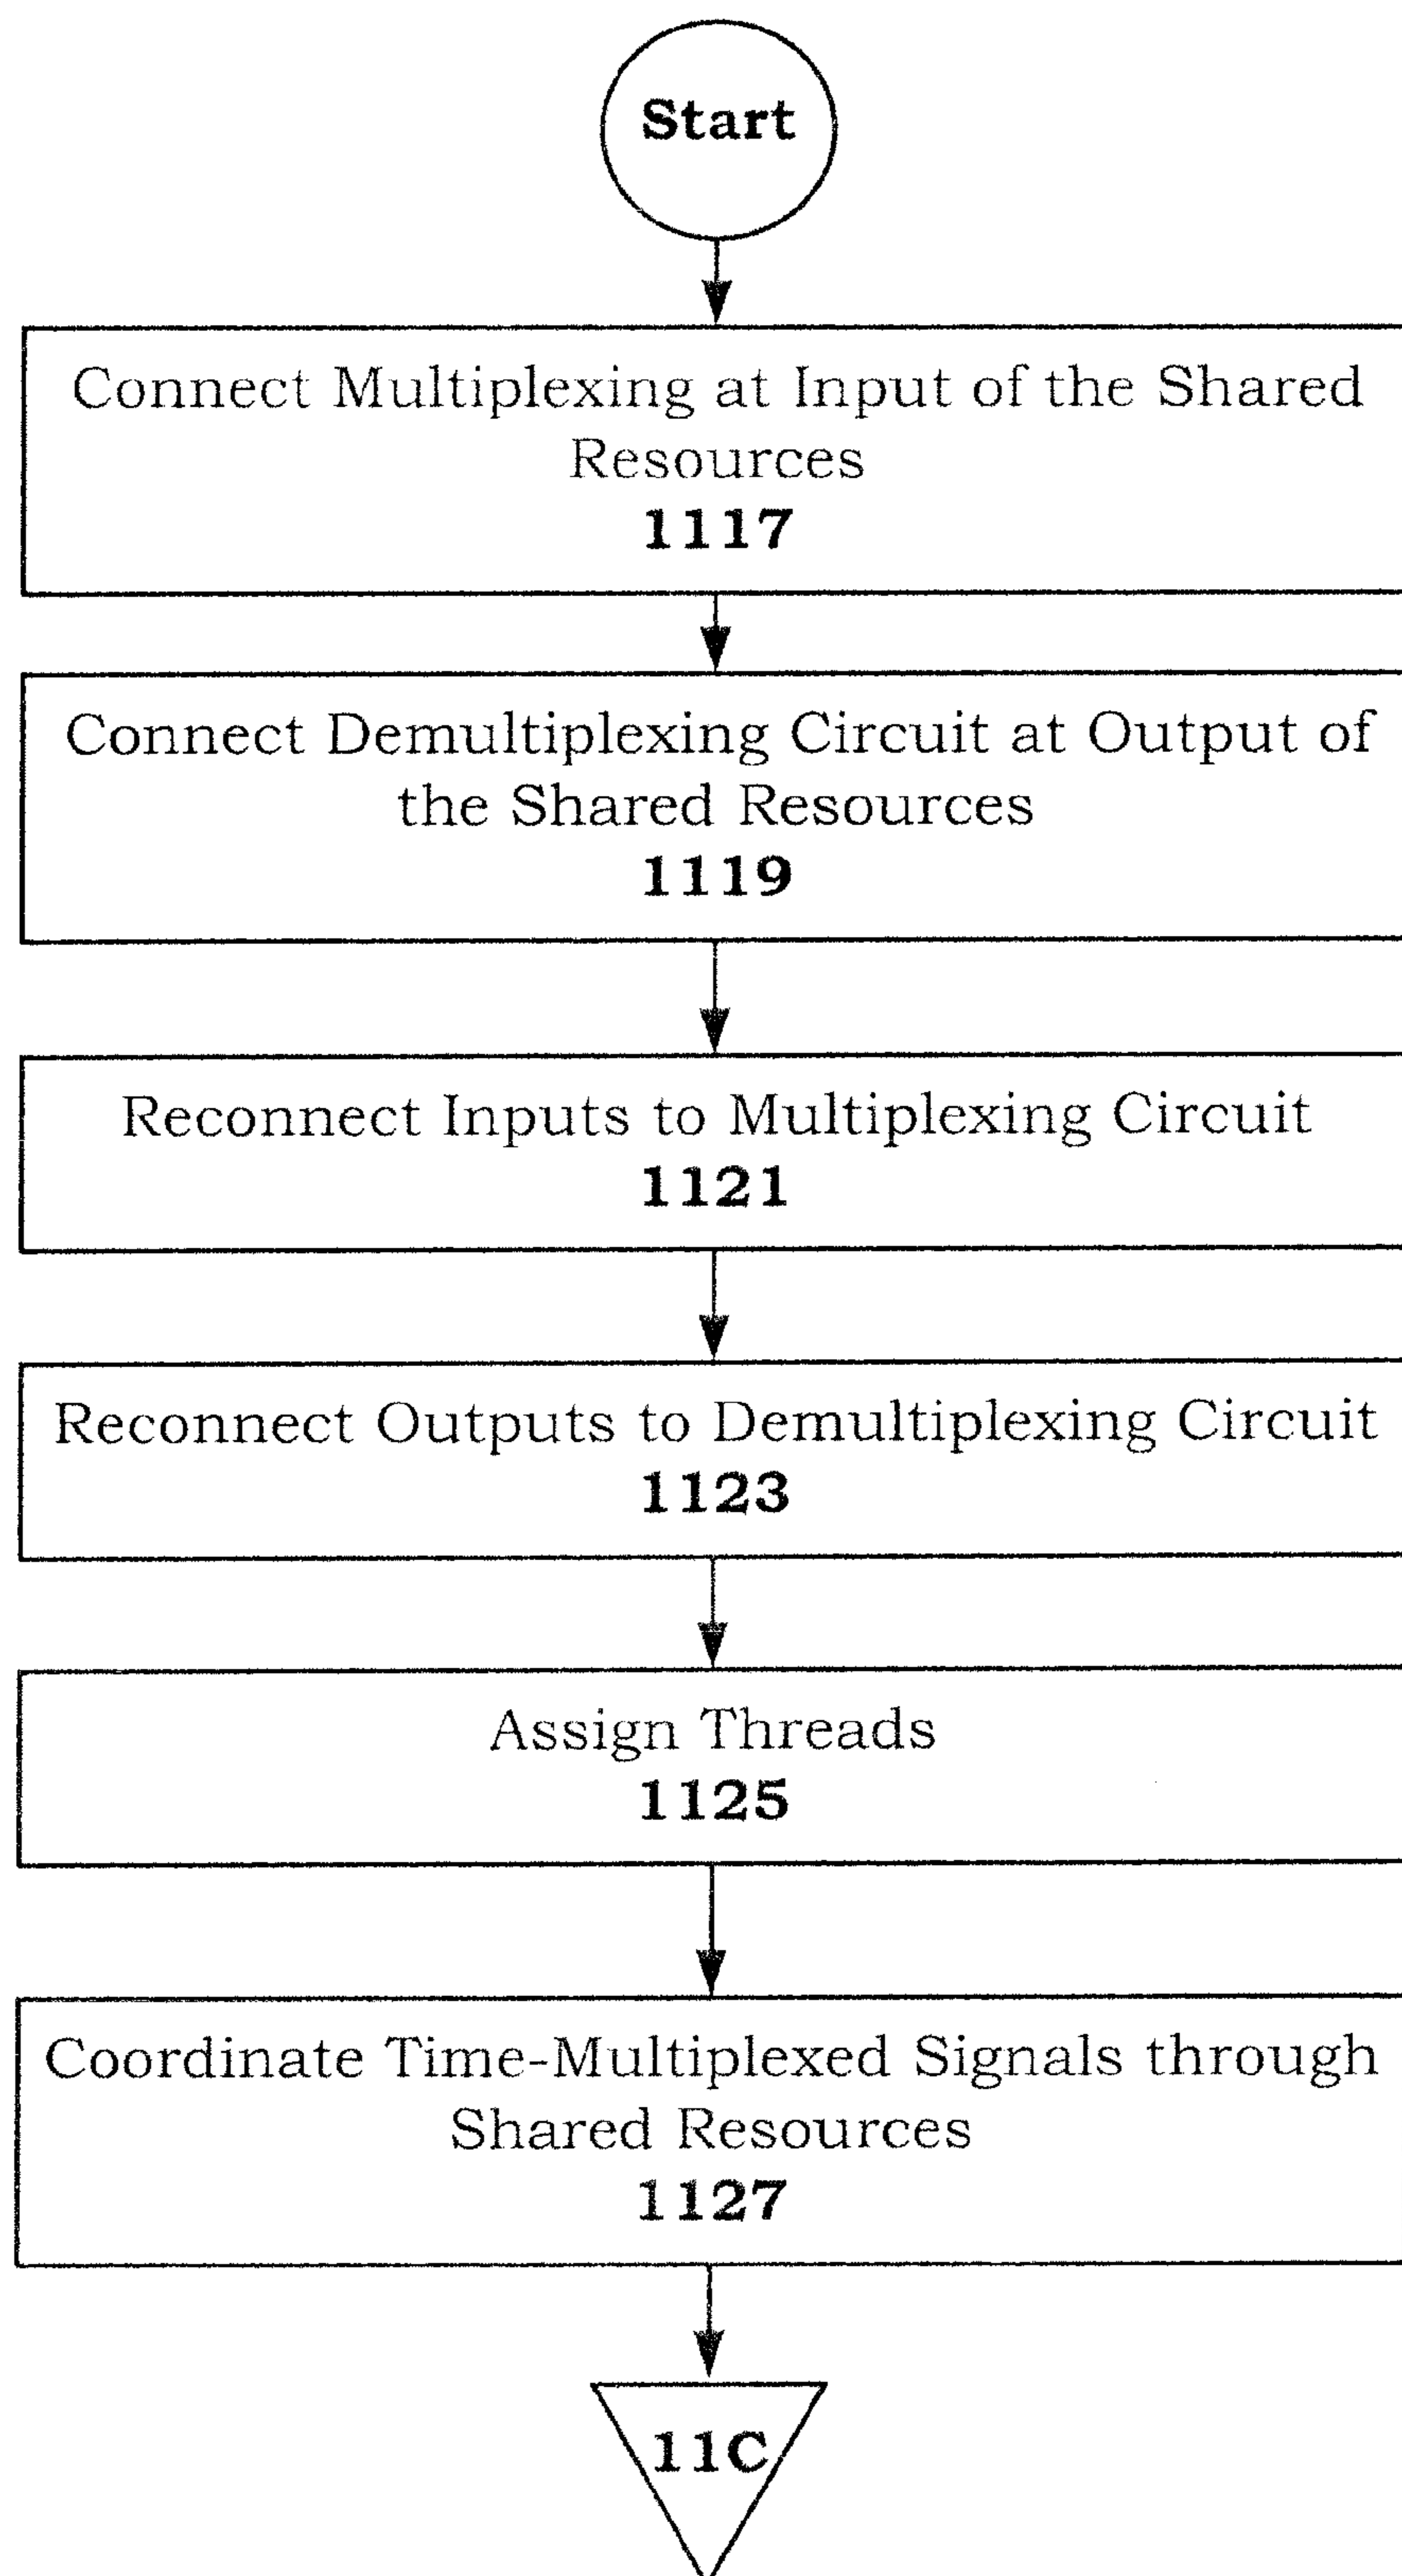 Start
Connect Multiplexing at Input of the Shared
Resources
1117
Connect Demultiplexing Circuit at Output of
the Shared Resources
1119
Reconnect Inputs to Multiplexing Circuit
1121
Reconnect Outputs to Demultiplexing Circuit
1123
Assign Threads
1125
Coordinate Time-Multiplexed Signals through
Shared Resources
1127
11C